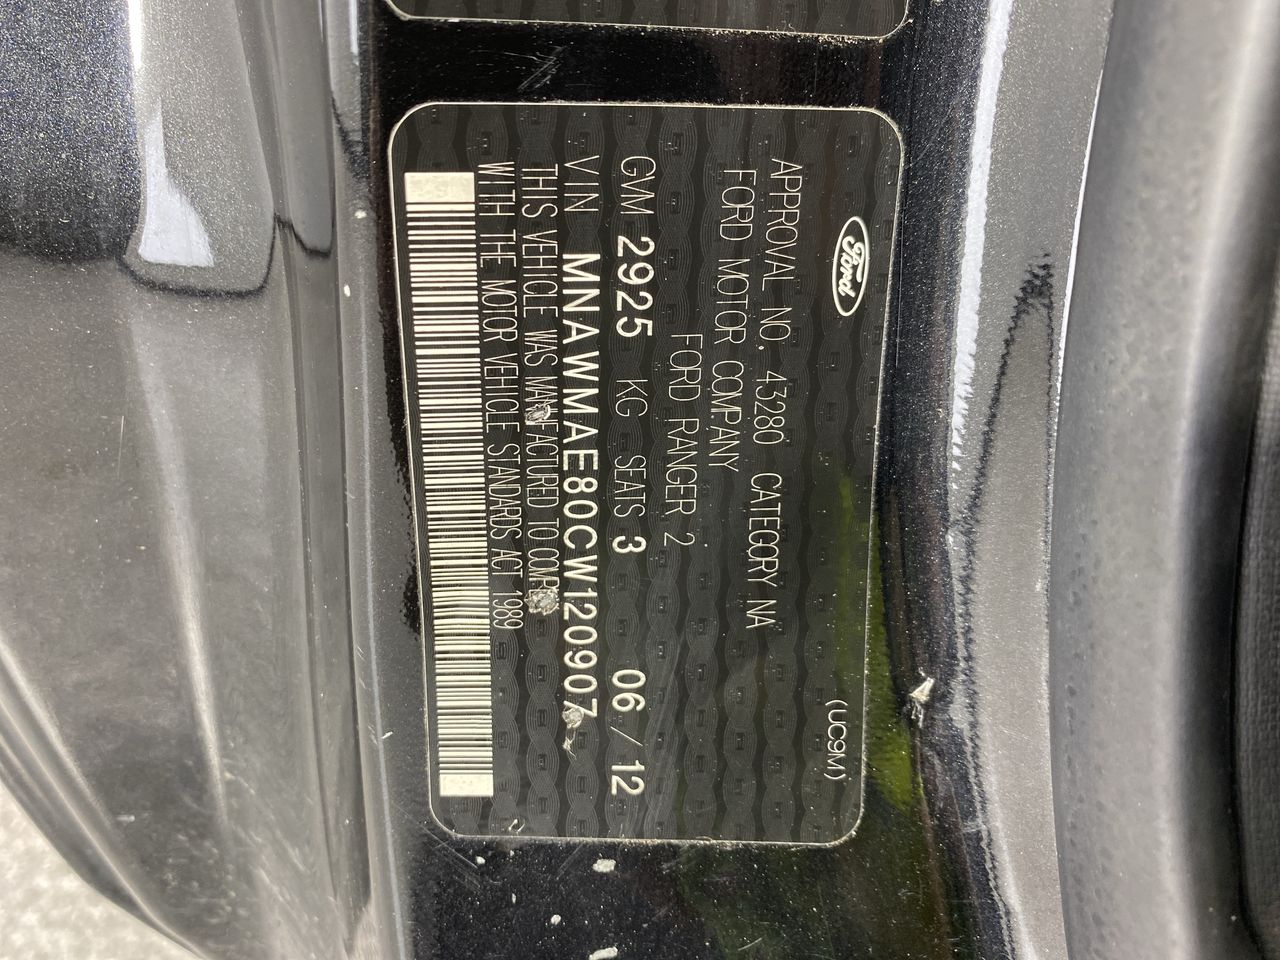 Ford
(UC9M)
APPROVAL NO. 43280 CATEGORY NA
FORD MOTOR COMPANY
FORD RANGER 2
GVM 2925 KG SEATS 3 06/12
VIN MNAWMAE80CW120907
THIS VEHICLE WAS MANUFACTURED TO COMPLY
WITH THE MOTOR VEHICLE STANDARDS ACT 1989